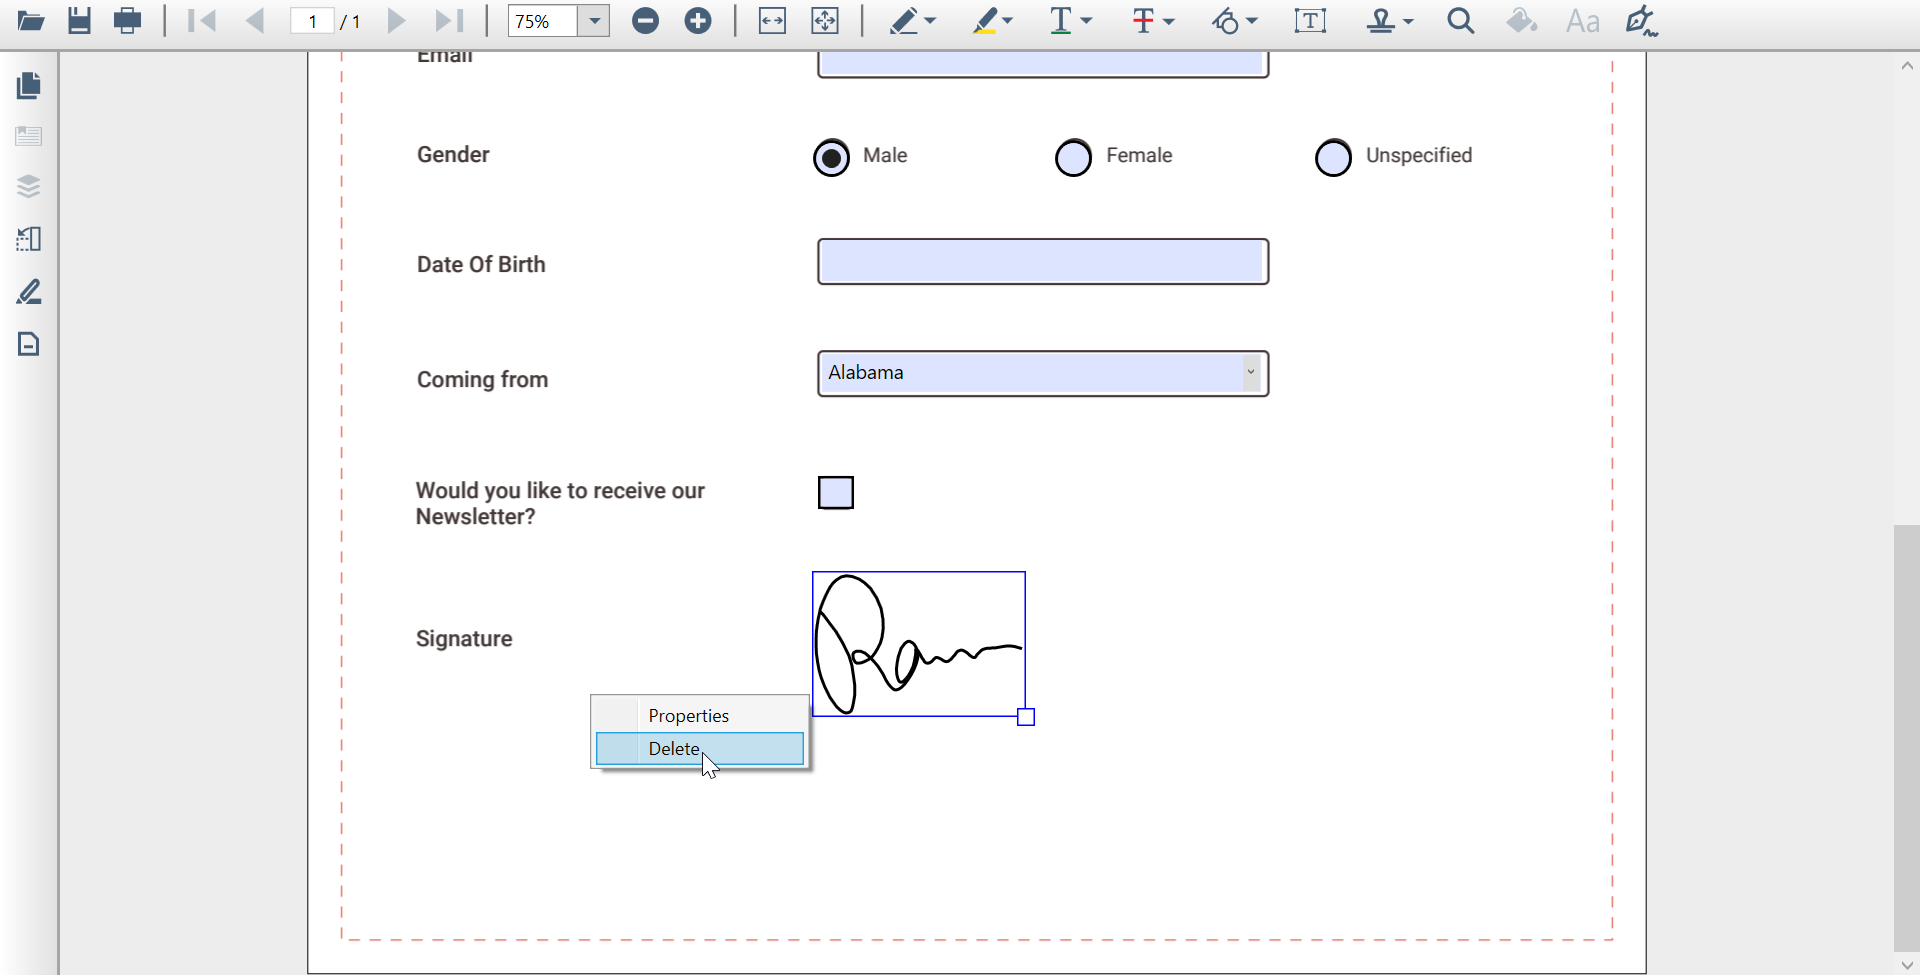 1 / 1
75%
T
T
T
Aa
Email
Gender
Male
Female
Unspecified
Date Of Birth
Coming from
Alabama
Would you like to receive our
Newsletter?
Signature
Properties
Delete